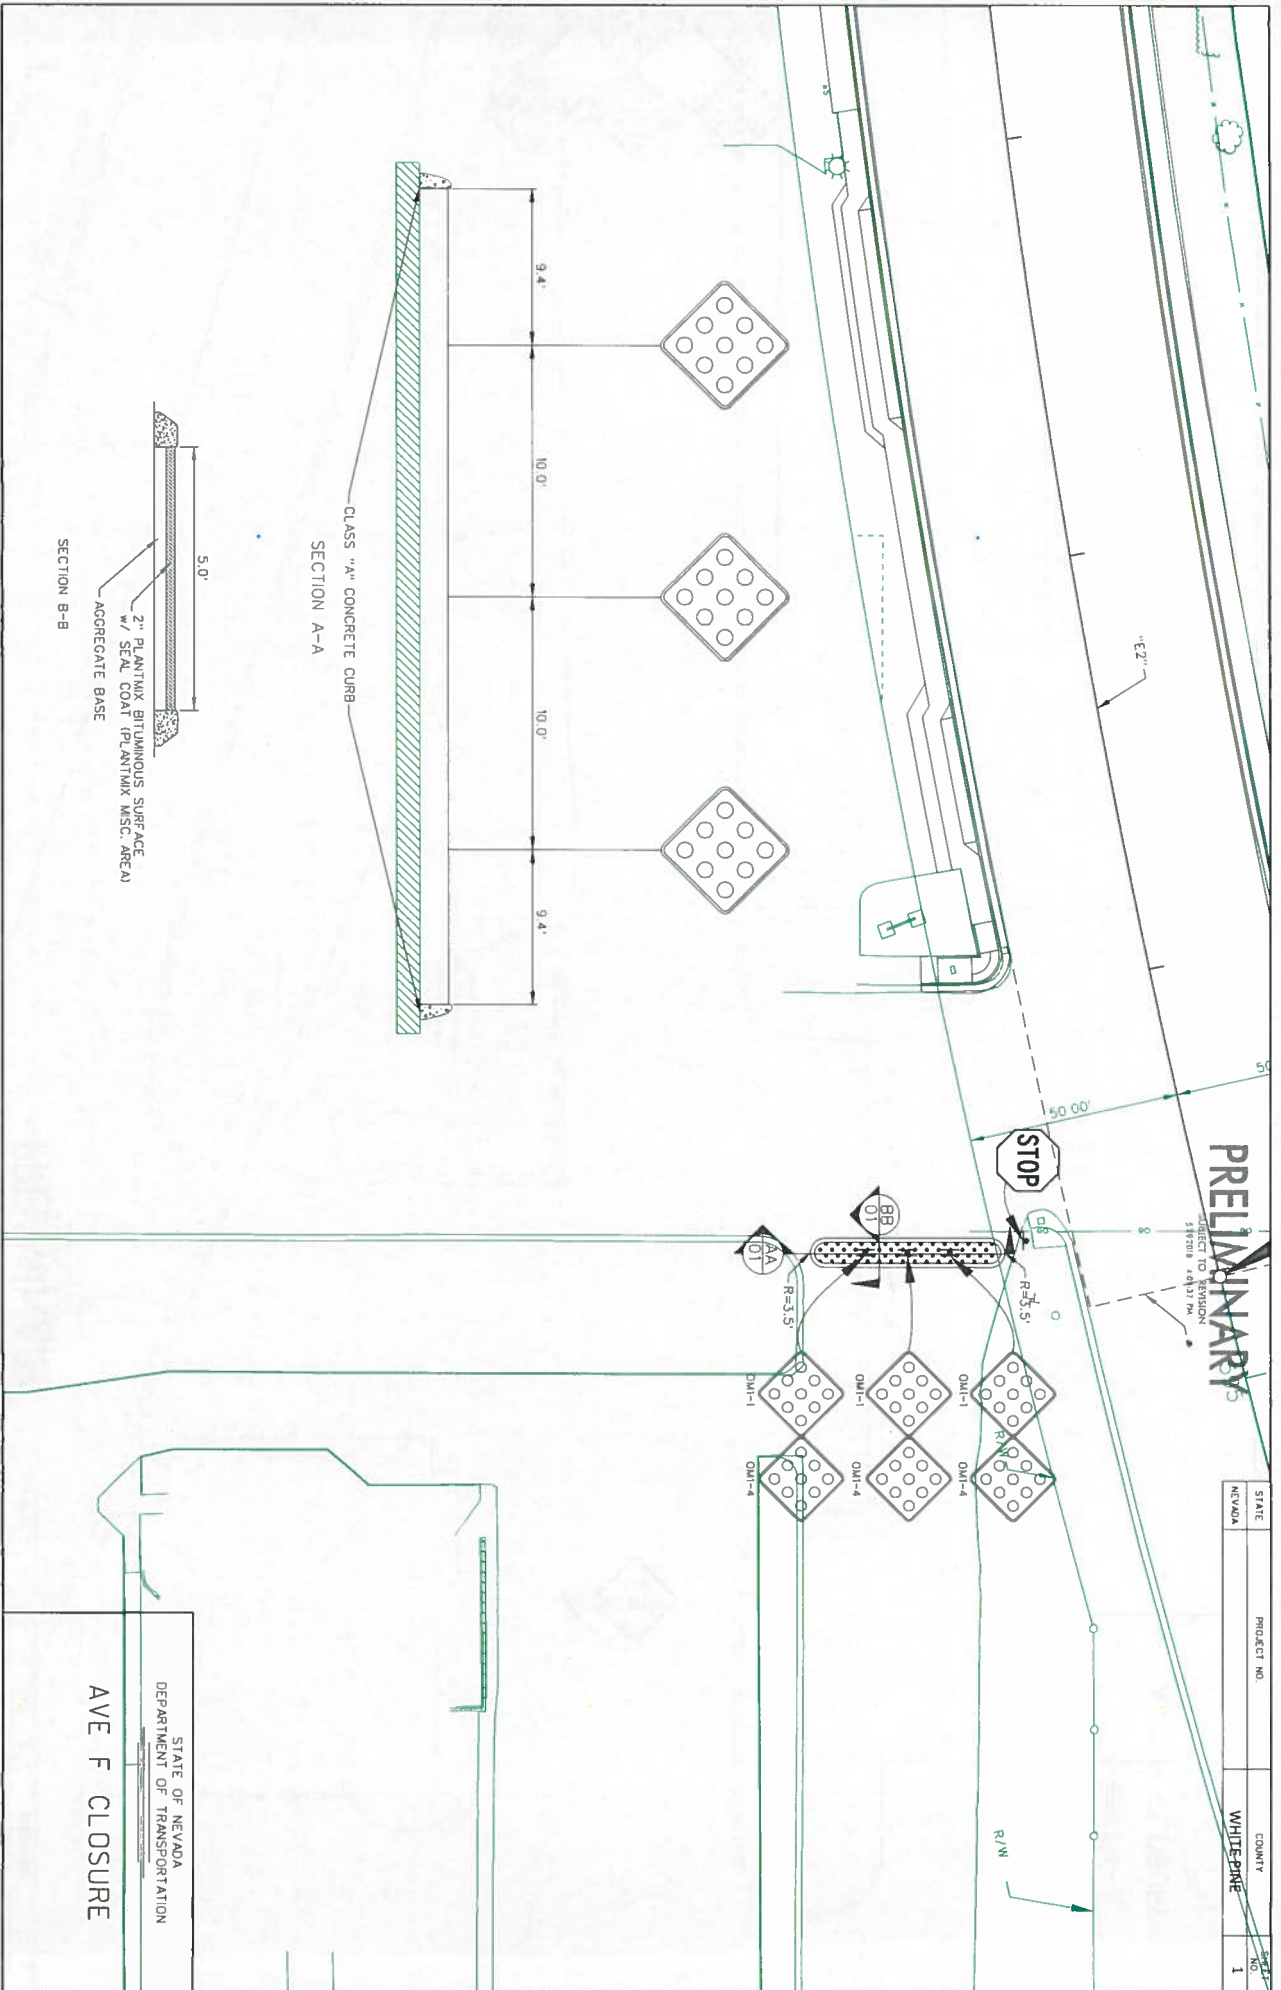 STATE
PROJECT NO.
COUNTY
SHEET NO.
NEVADA
WHITE PINE
1
PRELIMINARY
SUBJECT TO REVISION
"E2"
50
50.00'
STOP
BB
01
AA
01
R=3.5'
R=3.5'
OM1-1
OM1-1
OM1-1
OM1-4
OM1-4
OM1-4
R/W
R/W
9.4'
10.0'
10.0'
9.4'
CLASS "A" CONCRETE CURB
SECTION A-A
5.0'
2" PLANTMIX BITUMINOUS SURFACE
W/ SEAL COAT (PLANTMIX MISC. AREA)
AGGREGATE BASE
SECTION B-B
STATE OF NEVADA
DEPARTMENT OF TRANSPORTATION
AVE F CLOSURE